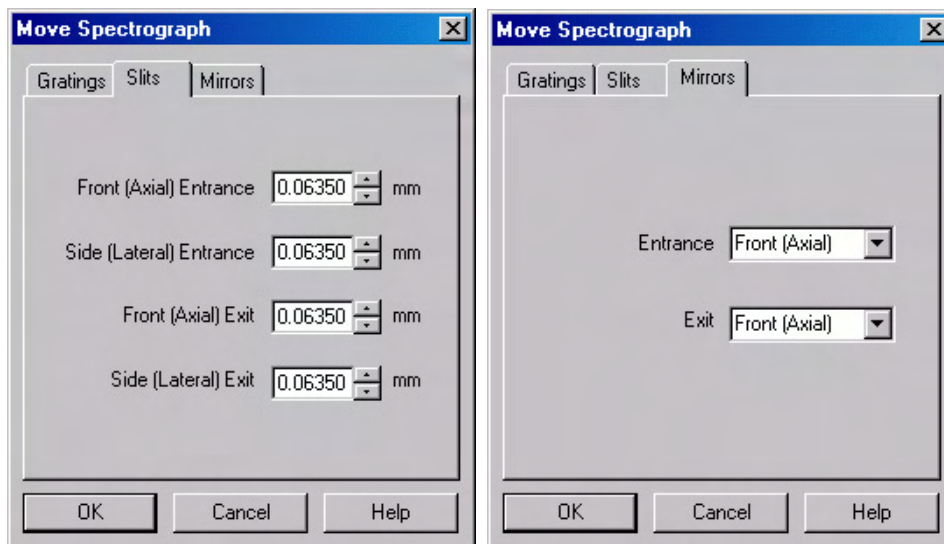 Move Spectrograph
Gratings Slits Mirrors
Front (Axial) Entrance 0.06350 mm
Side (Lateral) Entrance 0.06350 mm
Front (Axial) Exit 0.06350 mm
Side (Lateral) Exit 0.06350 mm
OK Cancel Help
Move Spectrograph
Gratings Slits Mirrors
Entrance Front (Axial)
Exit Front (Axial)
OK Cancel Help